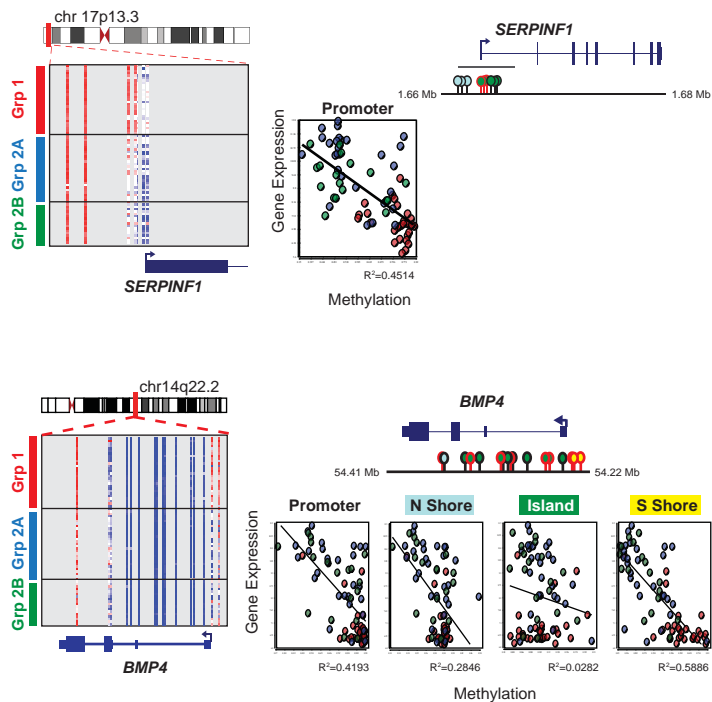 chr 17p13.3
Grp 1
Grp 2A
Grp 2B
SERPINF1
SERPINF1
1.66 Mb
1.68 Mb
Promoter
Gene Expression
R²=0.4514
Methylation
chr14q22.2
Grp 1
Grp 2A
Grp 2B
BMP4
BMP4
54.41 Mb
54.22 Mb
Promoter
N Shore
Island
S Shore
Gene Expression
R²=0.4193
R²=0.2846
R²=0.0282
R²=0.5886
Methylation